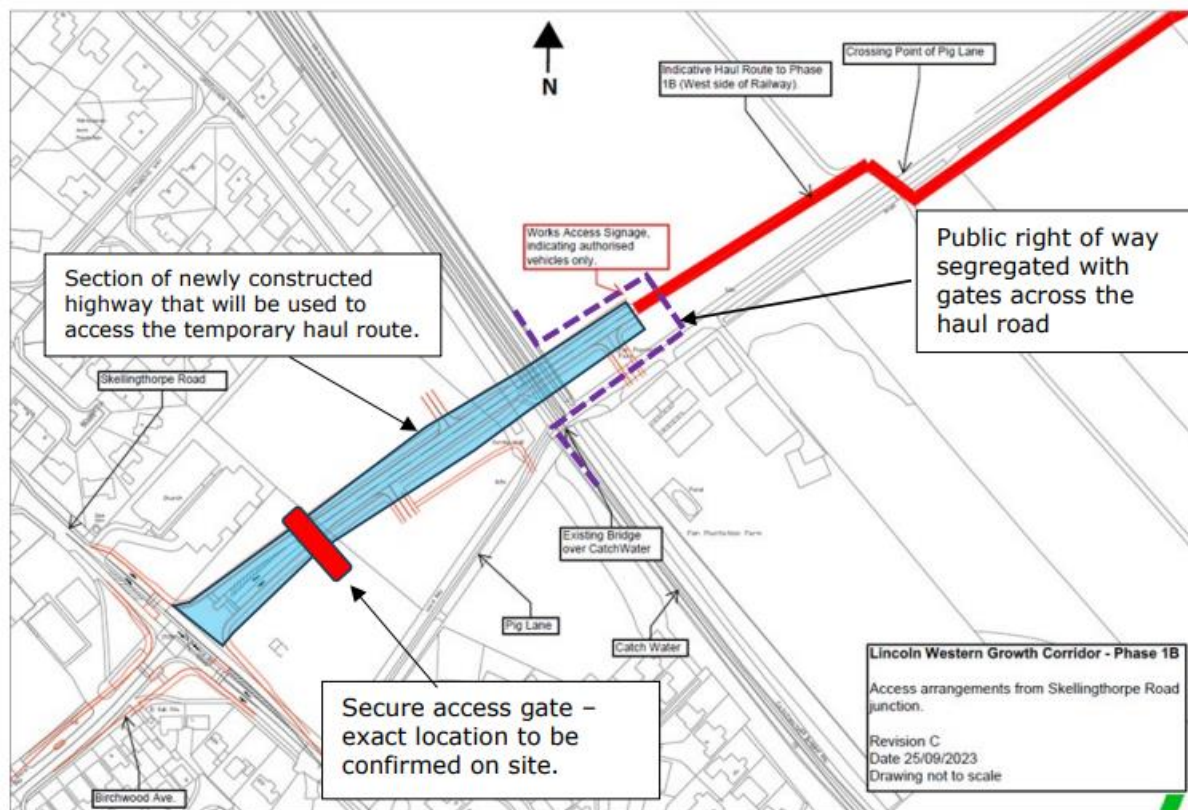 N
Crossing Point of Pig Lane
Indicative Haul Route to Phase
1B (West side of Railway).
Works Access Signage,
indicating authorised
vehicles only.
Public right of way
segregated with
gates across the
haul road
Section of newly constructed
highway that will be used to
access the temporary haul route.
Skellingthorpe Road
Church
Pond
Existing Bridge
over CatchWater
Pig Lane
Catch Water
Secure access gate –
exact location to be
confirmed on site.
Birchwood Ave.
Lincoln Western Growth Corridor - Phase 1B
Access arrangements from Skellingthorpe Road
junction.
Revision C
Date 25/09/2023
Drawing not to scale